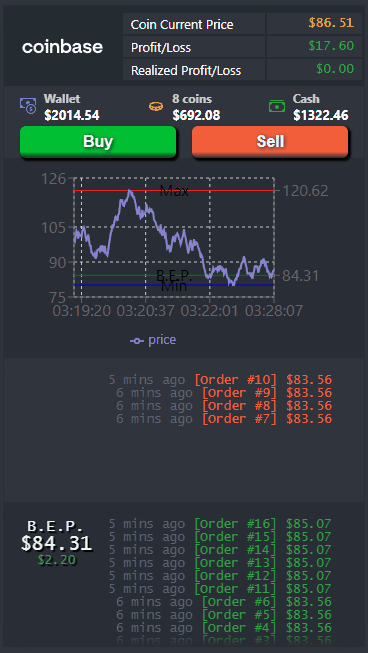 coinbase
Coin Current Price $86.51
Profit/Loss $17.60
Realized Profit/Loss $0.00
Wallet
$2014.54
8 coins
$692.08
Cash
$1322.46
Buy
Sell
126
Max 120.62
105
90
B.E.P. 84.31
Min
75
03:19:20 03:20:37 03:22:01 03:28:07
price
5 mins ago [Order #10] $83.56
6 mins ago [Order #9] $83.56
6 mins ago [Order #8] $83.56
6 mins ago [Order #7] $83.56
B.E.P.
$84.31
$2.20
5 mins ago [Order #16] $85.07
5 mins ago [Order #15] $85.07
5 mins ago [Order #14] $85.07
5 mins ago [Order #13] $85.07
5 mins ago [Order #12] $85.07
5 mins ago [Order #11] $85.07
6 mins ago [Order #6] $83.56
6 mins ago [Order #5] $83.56
6 mins ago [Order #4] $83.56
6 mins ago [Order #3] $83.56